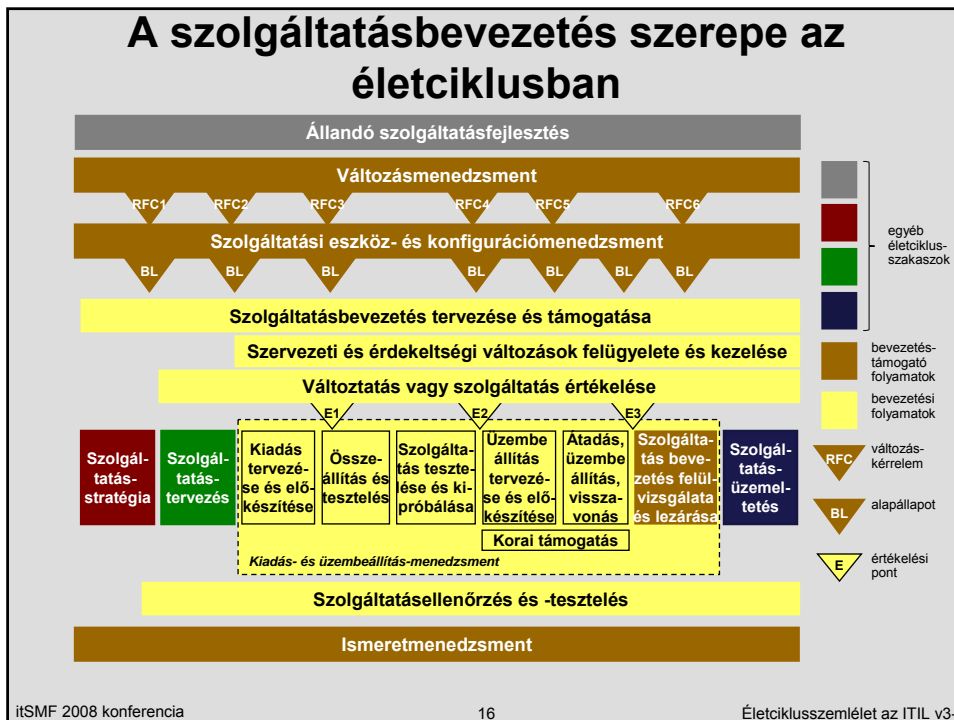 A szolgáltatásbevezetés szerepe az
életciklusban
Állandó szolgáltatásfejlesztés
Változásmenedzsment
RFC1
RFC2
RFC3
RFC4
RFC5
RFC6
Szolgáltatási eszköz- és konfigurációmenedzsment
BL
BL
BL
BL
BL
BL
BL
Szolgáltatásbevezetés tervezése és támogatása
Szervezeti és érdekeltségi változások felügyelete és kezelése
Változtatás vagy szolgáltatás értékelése
E1
E2
E3
Szolgál-
tatás-
stratégia
Szolgál-
tatás-
tervezés
Kiadás
tervezé-
se és elő-
készítése
Össze-
állítás és
tesztelés
Szolgálta-
tás teszte-
lése és ki-
próbálása
Üzembe
állítás
tervezé-
se és elő-
készítése
Átadás,
üzembe
állítás,
vissza-
vonás
Szolgálta-
tás beve-
zetés felül-
vizsgálata
és lezárása
Szolgál-
tatás-
üzemel-
tetés
Korai támogatás
Kiadás- és üzembeállítás-menedzsment
Szolgáltatásellenőrzés és -tesztelés
Ismeretmenedzsment
egyéb
életciklus-
szakaszok
bevezetés-
támogató
folyamatok
bevezetési
folyamatok
RFC
változás-
kérrelem
BL
alapállapot
E
értékelési
pont
itSMF 2008 konferencia
16
Életciklusszemlélet az ITIL v3-